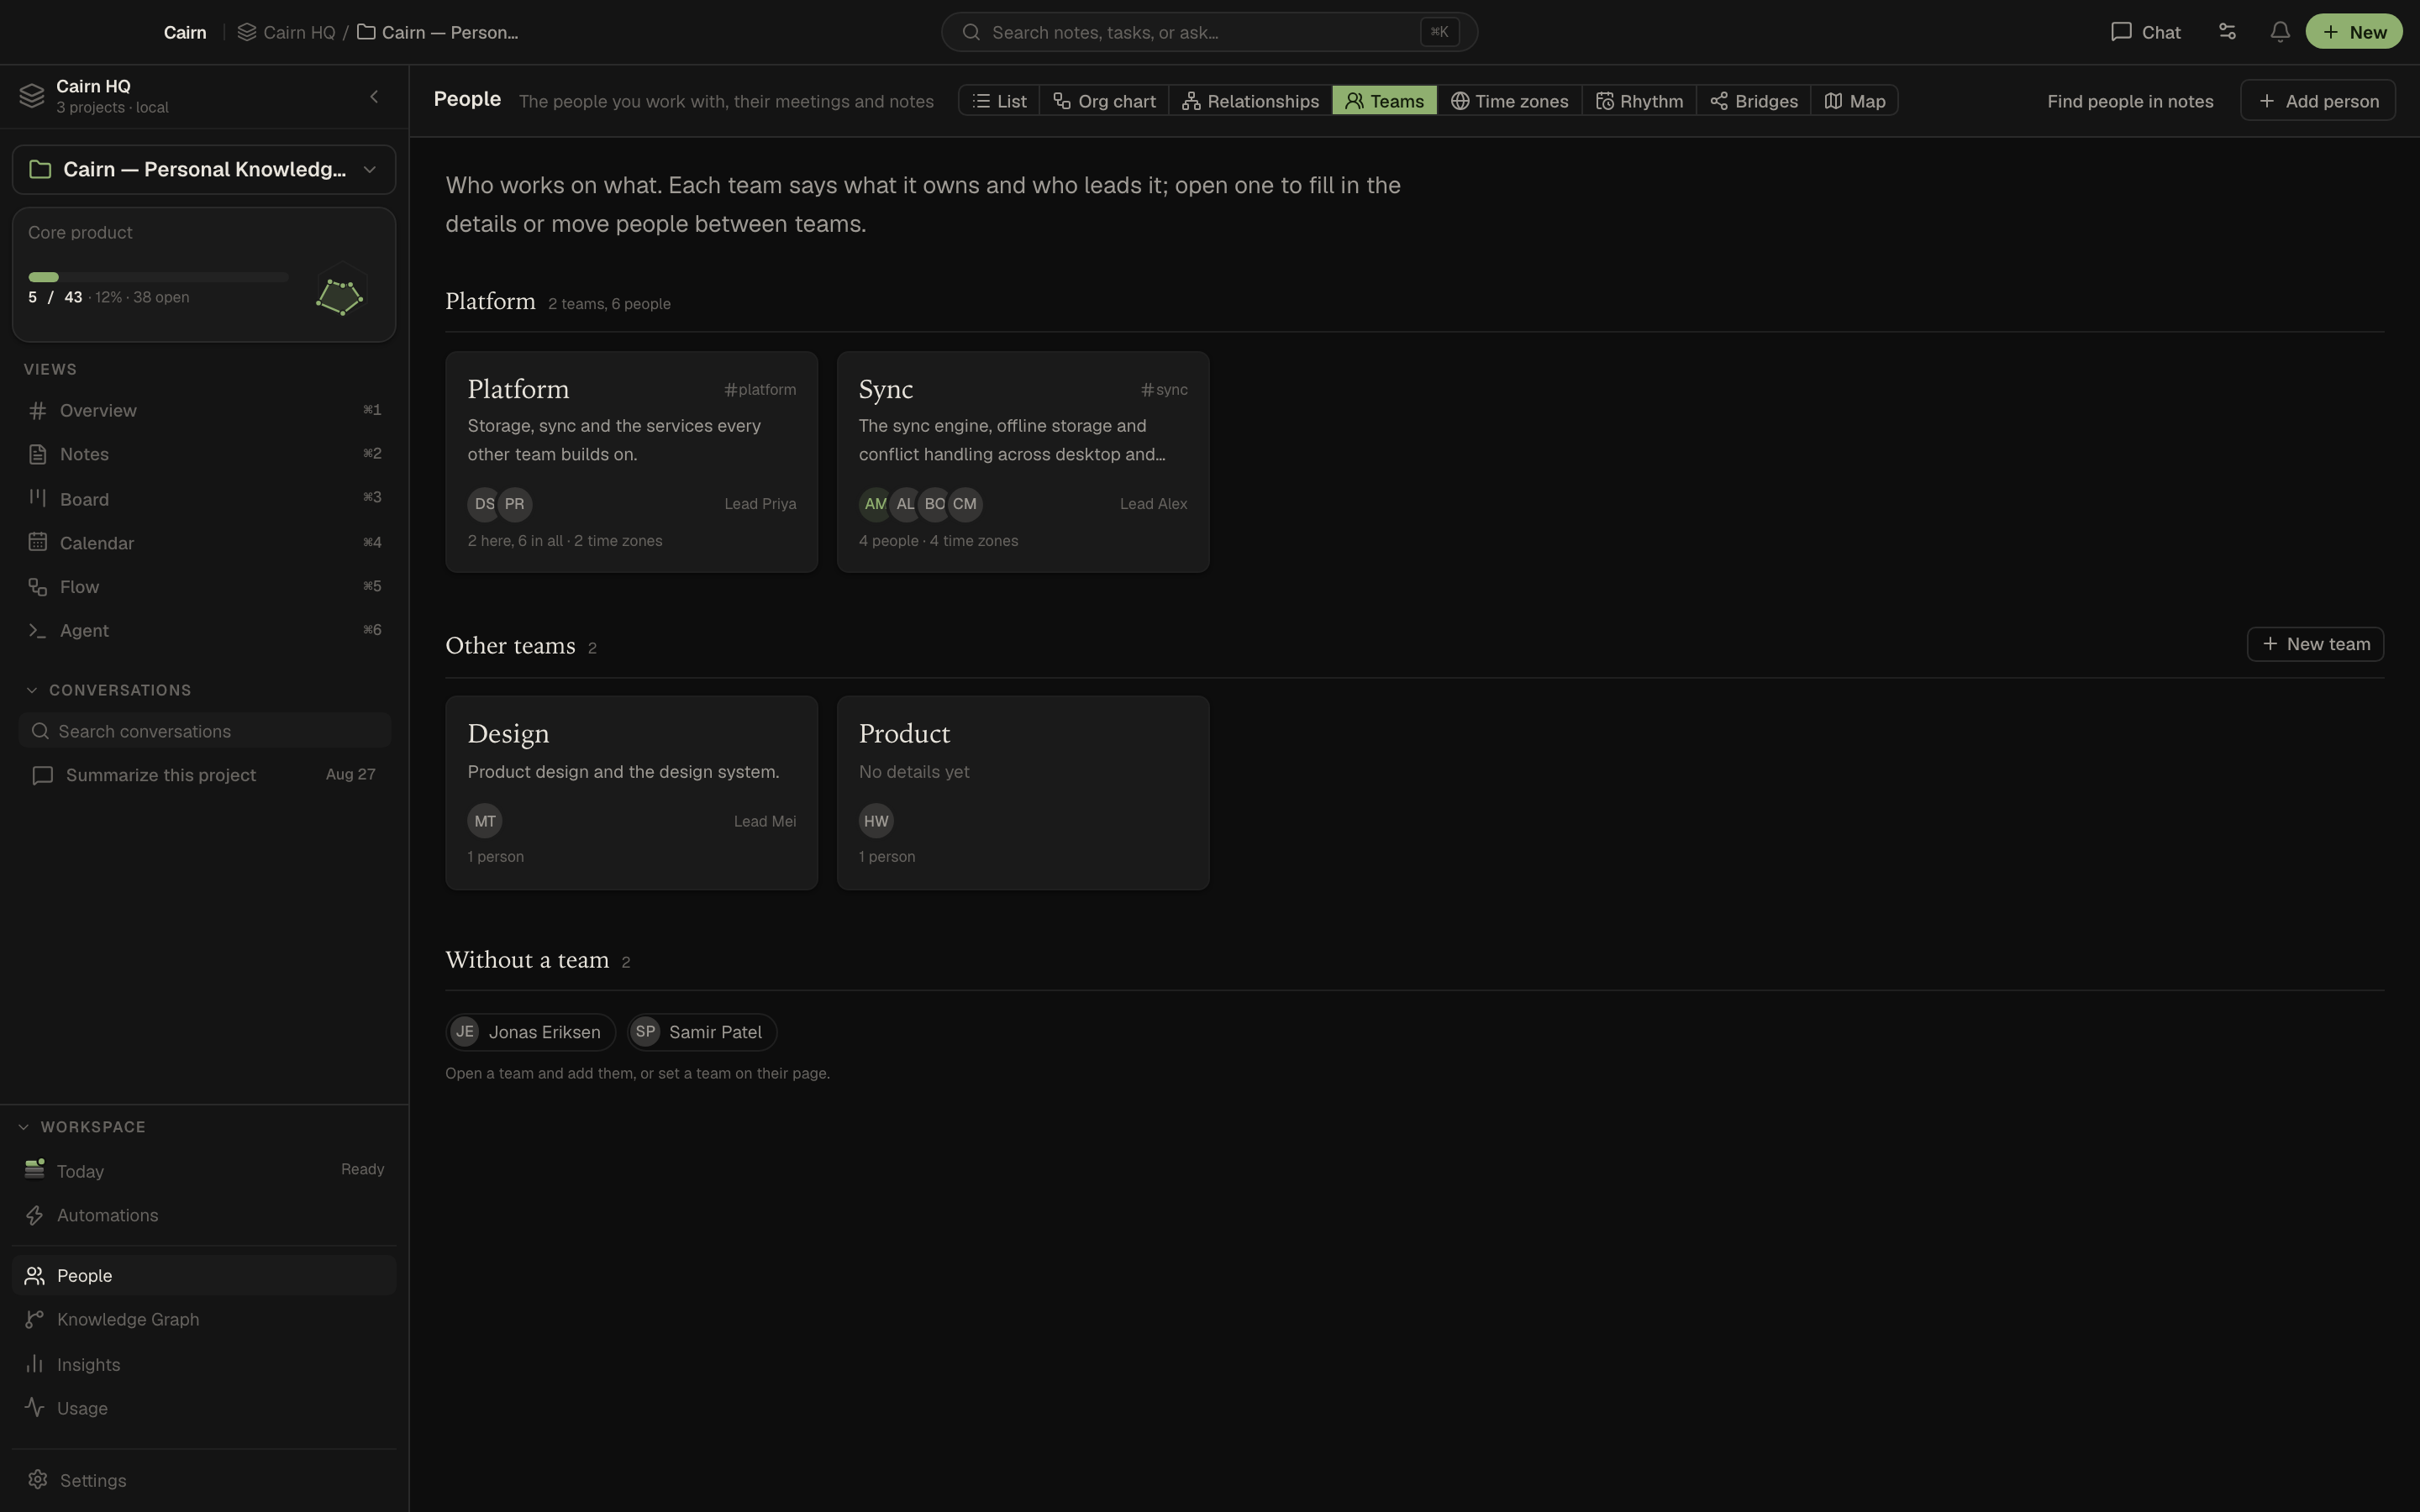 Cairn
Cairn HQ / Cairn — Person...
Search notes, tasks, or ask...
⌘K
Chat
New
Cairn HQ
3 projects · local
Cairn — Personal Knowledg...
Core product
5 / 43 · 12% · 38 open
VIEWS
Overview ⌘1
Notes ⌘2
Board ⌘3
Calendar ⌘4
Flow ⌘5
Agent ⌘6
CONVERSATIONS
Search conversations
Summarize this project Aug 27
WORKSPACE
Today Ready
Automations
People
Knowledge Graph
Insights
Usage
Settings
People The people you work with, their meetings and notes
List Org chart Relationships Teams Time zones Rhythm Bridges Map
Find people in notes
Add person
Who works on what. Each team says what it owns and who leads it; open one to fill in the
details or move people between teams.
Platform 2 teams, 6 people
Platform #platform
Storage, sync and the services every
other team builds on.
DS PR Lead Priya
2 here, 6 in all · 2 time zones
Sync #sync
The sync engine, offline storage and
conflict handling across desktop and...
AM AL BO CM Lead Alex
4 people · 4 time zones
Other teams 2
New team
Design
Product design and the design system.
MT Lead Mei
1 person
Product
No details yet
HW
1 person
Without a team 2
JE Jonas Eriksen
SP Samir Patel
Open a team and add them, or set a team on their page.